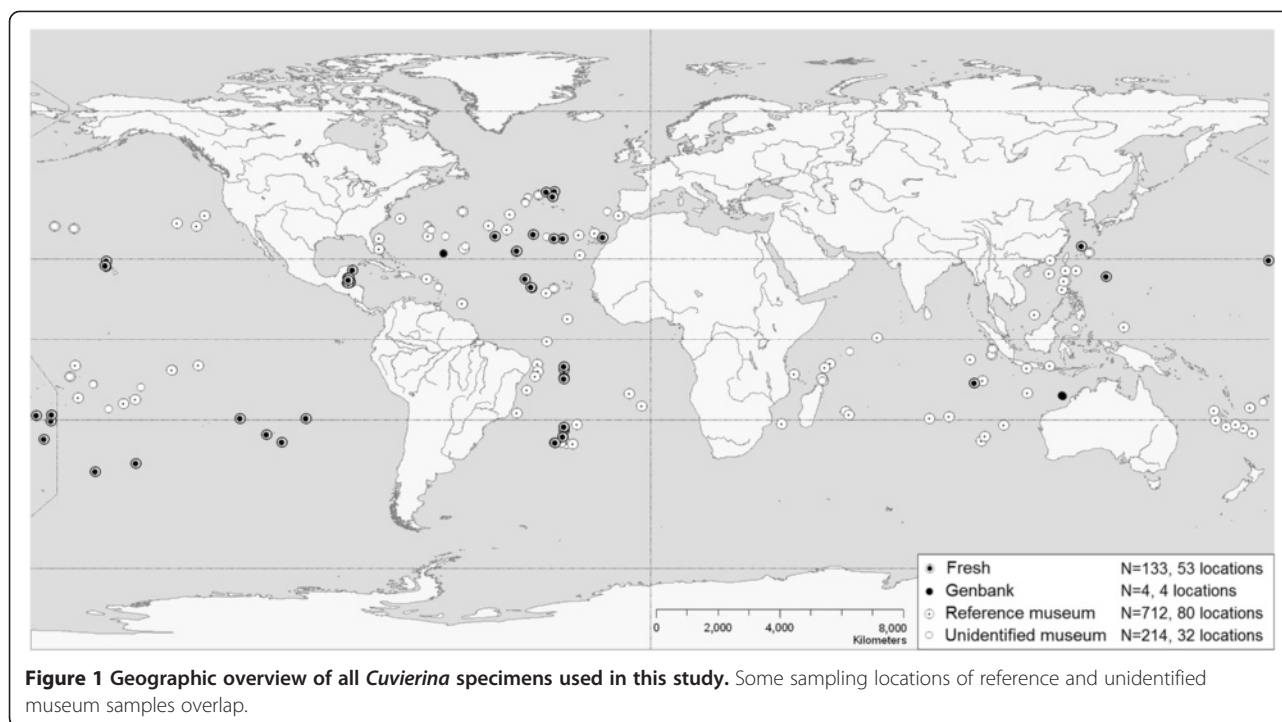 Fresh N=133, 53 locations
Genbank N=4, 4 locations
Reference museum N=712, 80 locations
Unidentified museum N=214, 32 locations
0 2,000 4,000 8,000
Kilometers
Figure 1 Geographic overview of all Cuvierina specimens used in this study. Some sampling locations of reference and unidentified
museum samples overlap.